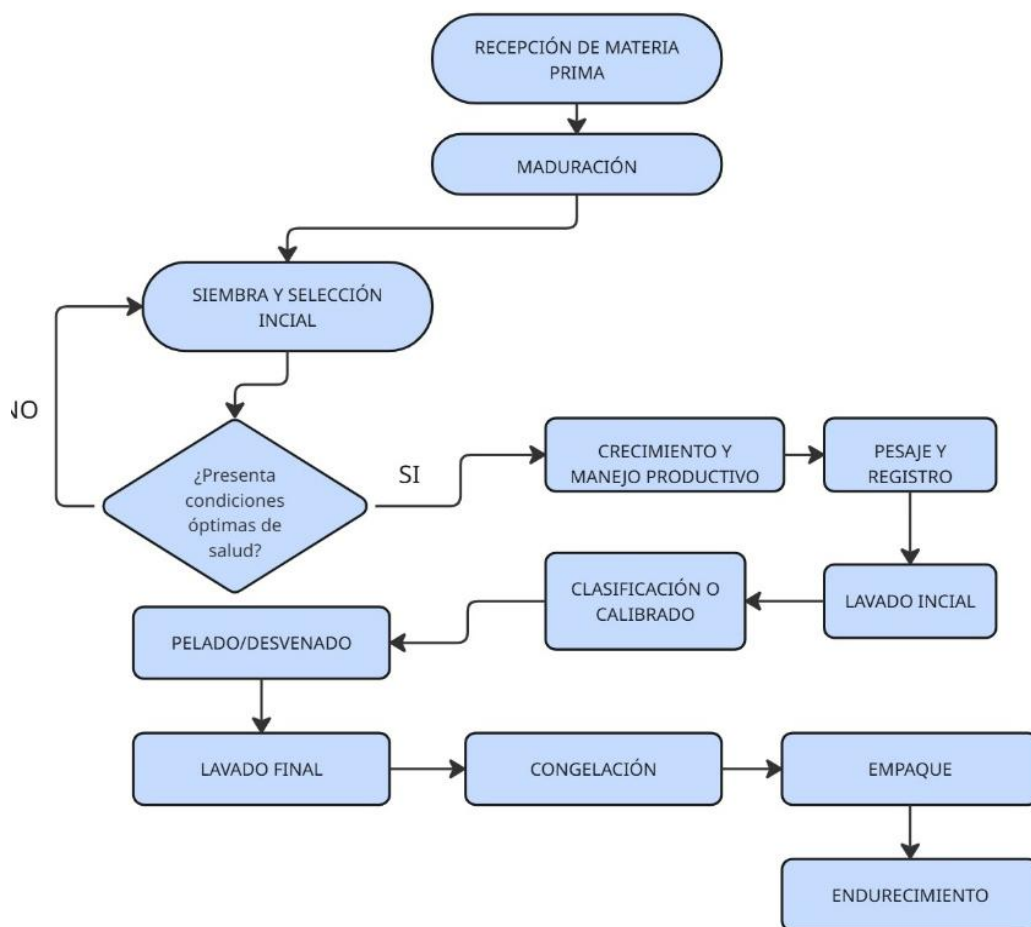 RECEPCIÓN DE MATERIA
PRIMA
MADURACIÓN
SIEMBRA Y SELECCIÓN
INCIAL
NO
¿Presenta
condiciones
óptimas de
salud?
SI
CRECIMIENTO Y
MANEJO PRODUCTIVO
PESAJE Y
REGISTRO
LAVADO INCIAL
CLASIFICACIÓN O
CALIBRADO
PELADO/DESVENADO
LAVADO FINAL
CONGELACIÓN
EMPAQUE
ENDURECIMIENTO